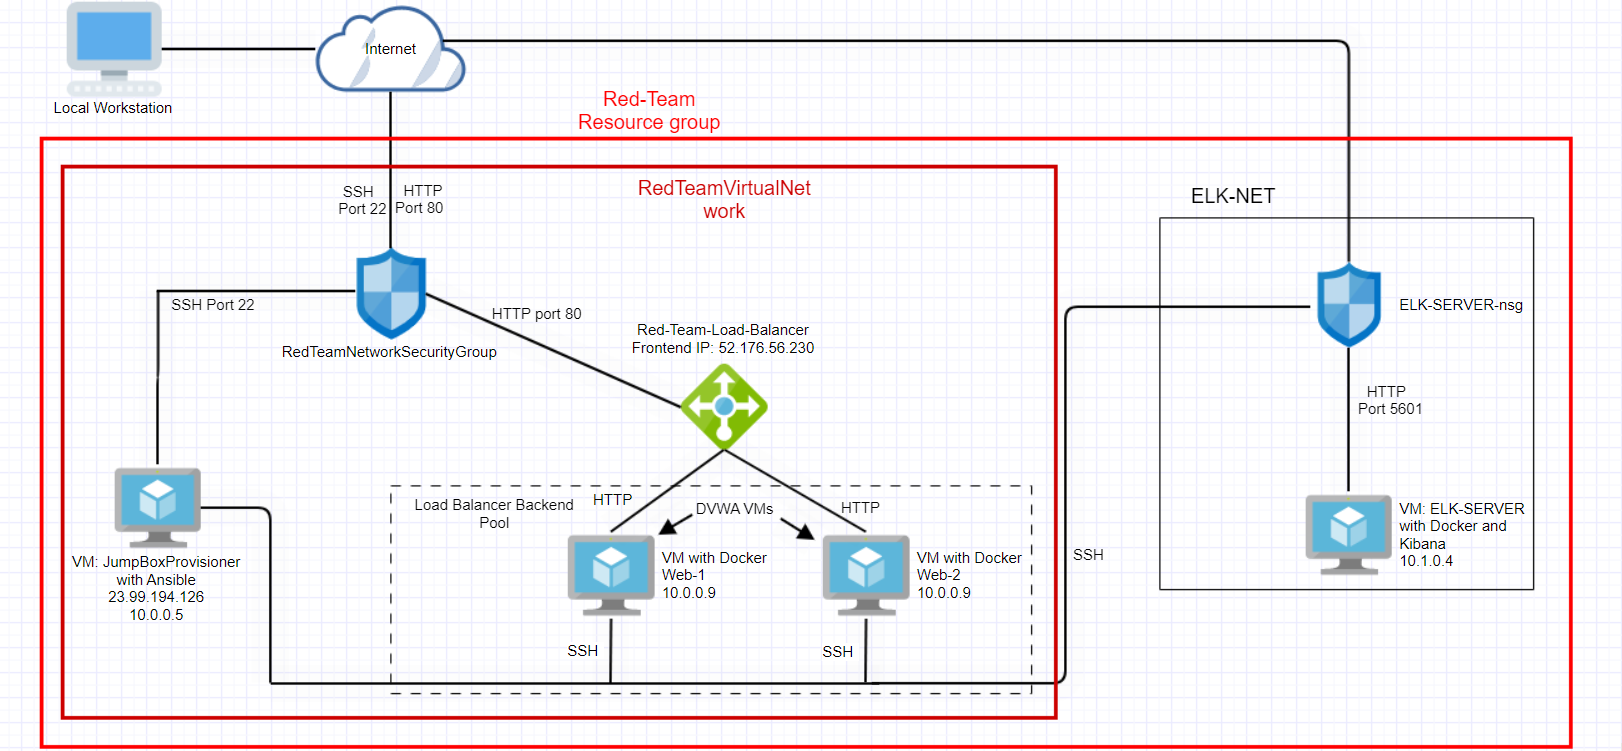 Internet
Local Workstation
Red-Team
Resource group
SSH
Port 22
HTTP
Port 80
RedTeamVirtualNet
work
ELK-NET
SSH Port 22
HTTP port 80
ELK-SERVER-nsg
RedTeamNetworkSecurityGroup
Red-Team-Load-Balancer
Frontend IP: 52.176.56.230
HTTP
Port 5601
Load Balancer Backend
Pool
HTTP
DVWA VMs
HTTP
VM: ELK-SERVER
with Docker and
Kibana
10.1.0.4
VM: JumpBoxProvisioner
with Ansible
23.99.194.126
10.0.0.5
VM with Docker
Web-1
10.0.0.9
VM with Docker
Web-2
10.0.0.9
SSH
SSH
SSH